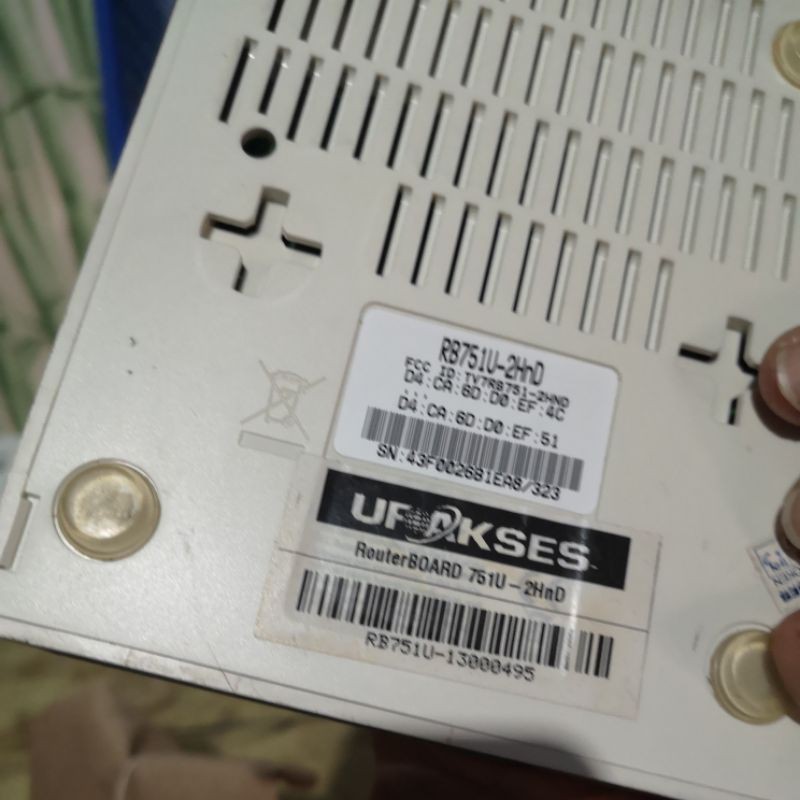 RB751U-2HnD
FCC ID:TV7RB751-2HND
D4:CA:6D:D0:EF:4C
...
D4:CA:6D:D0:EF:51
SN:43F0026B1EA8/323
UFOAKSES
RouterBOARD 751U-2HnD
RB751U-13000495